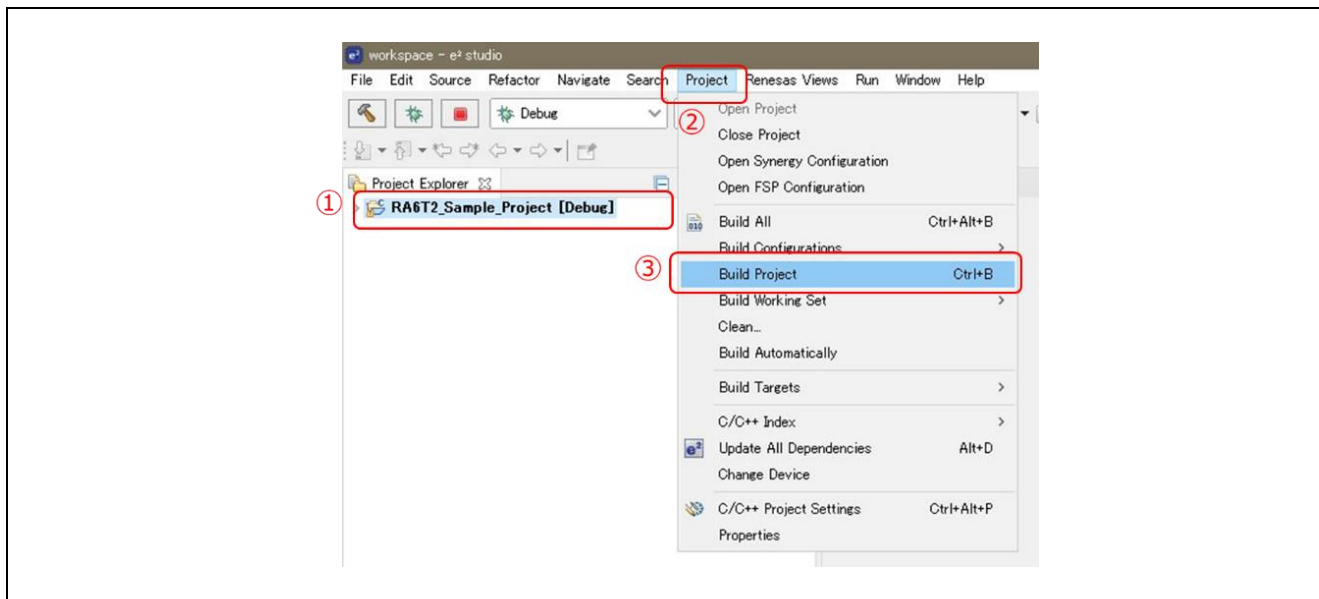 e² workspace - e² studio
File Edit Source Refactor Navigate Search Project Renesas Views Run Window Help
Debug
② Open Project
Close Project
Open Synergy Configuration
Project Explorer
Open FSP Configuration
① RA6T2_Sample_Project [Debug]
010 Build All Ctrl+Alt+B
Build Configurations
③ Build Project Ctrl+B
Build Working Set
Clean...
Build Automatically
Build Targets
C/C++ Index
e² Update All Dependencies Alt+D
Change Device
C/C++ Project Settings Ctrl+Alt+P
Properties